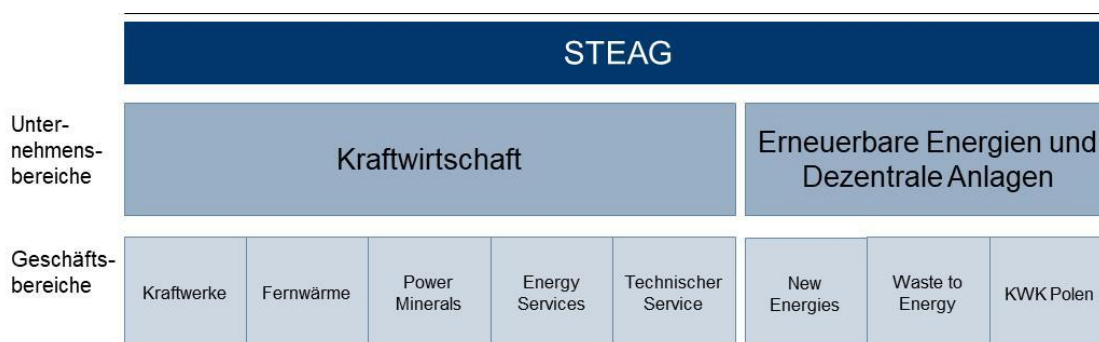 STEAG
Unter-
nehmens-
bereiche
Kraftwirtschaft
Erneuerbare Energien und
Dezentrale Anlagen
Geschäfts-
bereiche
Kraftwerke
Fernwärme
Power
Minerals
Energy
Services
Technischer
Service
New
Energies
Waste to
Energy
KWK Polen